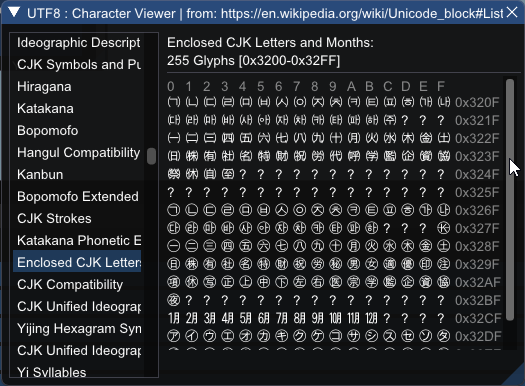 UTF8 : Character Viewer | from: https://en.wikipedia.org/wiki/Unicode_block#List
Ideographic Descript
CJK Symbols and Pu
Hiragana
Katakana
Bopomofo
Hangul Compatibility
Kanbun
Bopomofo Extended
CJK Strokes
Katakana Phonetic E
Enclosed CJK Letters
CJK Compatibility
CJK Unified Ideograp
Yijing Hexagram Syn
CJK Unified Ideograp
Yi Syllables
Enclosed CJK Letters and Months:
255 Glyphs [0x3200-0x32FF]
0 1 2 3 4 5 6 7 8 9 A B C D E F
㈀ ㈁ ㈂ ㈃ ㈄ ㈅ ㈆ ㈇ ㈈ ㈉ ㈊ ㈋ ㈌ ㈍ ㈎ ㈏ 0x320F
㈐ ㈑ ㈒ ㈓ ㈔ ㈕ ㈖ ㈗ ㈘ ㈙ ㈚ ㈛ ㈜ ? ? ? 0x321F
㈠ ㈡ ㈢ ㈣ ㈤ ㈥ ㈦ ㈧ ㈨ ㈩ ㈪ ㈫ ㈬ ㈭ ㈮ ㈯ 0x322F
㈰ ㈱ ㈲ ㈳ ㈴ ㈵ ㈶ ㈷ ㈸ ㈹ ㈺ ㈻ ㈼ ㈽ ㈾ ㈿ 0x323F
㉀ ㉁ ㉂ ㉃ ? ? ? ? ? ? ? ? ? ? ? ? 0x324F
? ? ? ? ? ? ? ? ? ? ? ? ? ? ? ? 0x325F
㉠ ㉡ ㉢ ㉣ ㉤ ㉥ ㉦ ㉧ ㉨ ㉩ ㉪ ㉫ ㉬ ㉭ ㉮ ㉯ 0x326F
㉰ ㉱ ㉲ ㉳ ㉴ ㉵ ㉶ ㉷ ㉸ ㉹ ㉺ ㉻ ? ? ? ㉿ 0x327F
㊀ ㊁ ㊂ ㊃ ㊄ ㊅ ㊆ ㊇ ㊈ ㊉ ㊊ ㊋ ㊌ ㊍ ㊎ ㊏ 0x328F
㊐ ㊑ ㊒ ㊓ ㊔ ㊕ ㊖ ㊗ ㊘ ㊙ ㊚ ㊛ ㊜ ㊝ ㊞ ㊟ 0x329F
㊠ ㊡ ㊢ ㊣ ㊤ ㊥ ㊦ ㊧ ㊨ ㊩ ㊪ ㊫ ㊬ ㊭ ㊮ ㊯ 0x32AF
㊰ ? ? ? ? ? ? ? ? ? ? ? ? ? ? ? 0x32BF
㋀ ㋁ ㋂ ㋃ ㋄ ㋅ ㋆ ㋇ ㋈ ㋉ ㋊ ㋋ ? ? ? ? 0x32CF
㋐ ㋑ ㋒ ㋓ ㋔ ㋕ ㋖ ㋗ ㋘ ㋙ ㋚ ㋛ ㋜ ㋝ ㋞ ㋟ 0x32DF